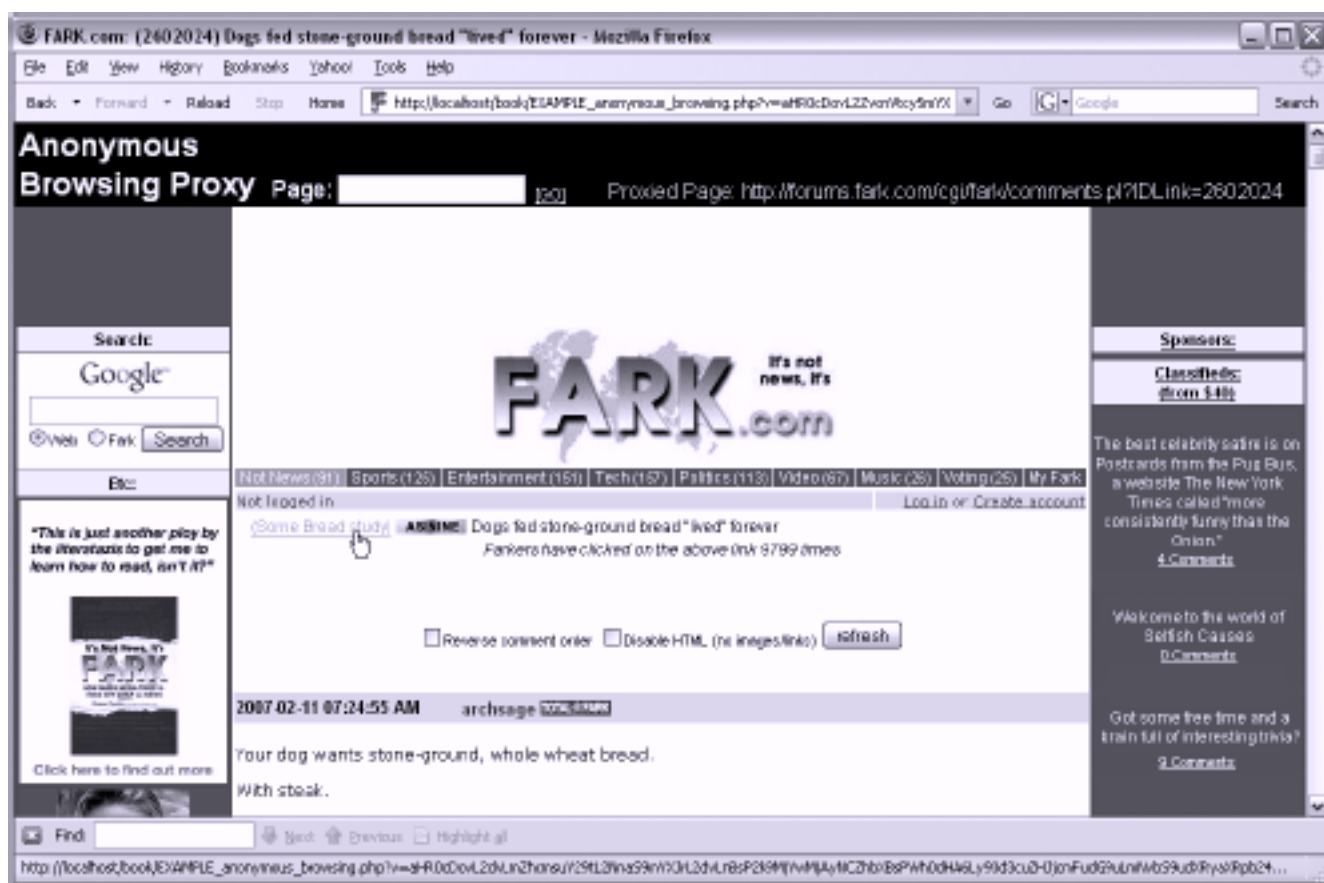 FARK.com: (2602024) Dogs fed stone-ground bread "lived" forever - Mozilla Firefox
File Edit View History Bookmarks Yahoo! Tools Help
Back Forward Reload Stop Home Go Google Search
Anonymous
Browsing Proxy Page: [GO] Proxied Page: http://forums.fark.com/cgi/fark/comments.pl?IDLink=2602024
Search:
Google
Web Fark Search
Etc:
"This is just another ploy by
the literatazis to get me to
learn how to read, isn't it?"
It's Not News, It's
FARK
Click here to find out more
FARK.com
It's not
news, it's
Not News (91) Sports (125) Entertainment (151) Tech (157) Politics (113) Video (67) Music (26) Voting (25) My Fark
Not logged in Log in or Create account
(Some Bread study) ASININE Dogs fed stone-ground bread "lived" forever
Farkers have clicked on the above link 9799 times
Reverse comment order Disable HTML (no images/links) refresh
2007-02-11 07:24:55 AM archsage
Your dog wants stone-ground, whole wheat bread.
With steak.
Sponsors:
Classifieds:
(from $40)
The best celebrity satire is on
Postcards from the Pug Bus,
a website The New York
Times called "more
consistently funny than the
Onion."
4 Comments
Welcome to the world of
Selfish Causes
0 Comments
Got some free time and a
brain full of interesting trivia?
9 Comments
Find: Next Previous Highlight all